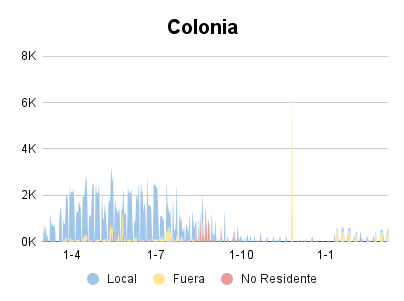 Colonia
8K
6K
4K
2K
0K
1-4 1-7 1-10 1-1
Local Fuera No Residente